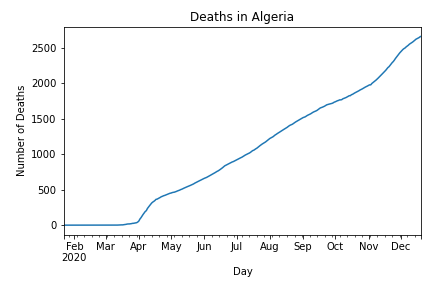 Deaths in Algeria
Number of Deaths
2500
2000
1500
1000
500
0
Feb Mar Apr May Jun Jul Aug Sep Oct Nov Dec
2020
Day